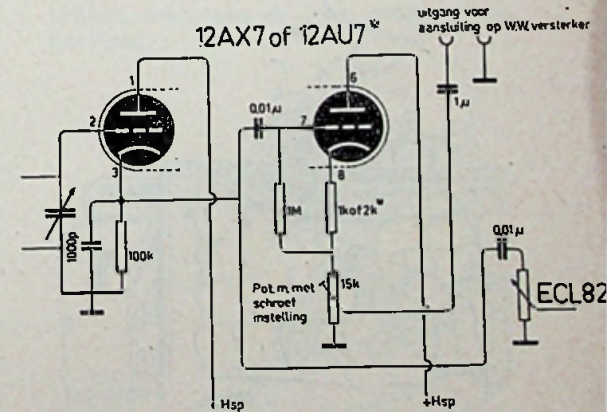 uitgang voor
aansluiting op W.W. versterker
12AX7 of 12AU7*
1
2
3
6
7
8
0,01µ
1µ
1M
1k of 2k*
1000p
100k
0,01µ
Pot.m. met
schroef
instelling
15k
ECL82
+Hsp
+Hsp